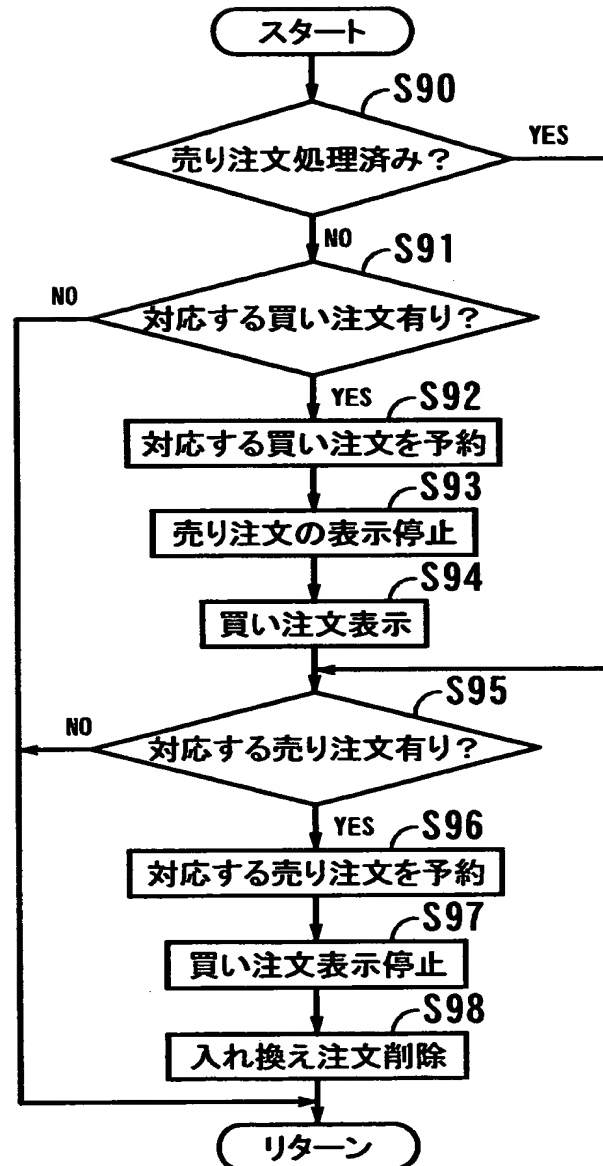 スタート
S90
売り注文処理済み?
YES
NO
S91
NO
対応する買い注文有り?
YES
S92
対応する買い注文を予約
S93
売り注文の表示停止
S94
買い注文表示
S95
NO
対応する売り注文有り?
YES
S96
対応する売り注文を予約
S97
買い注文表示停止
S98
入れ換え注文削除
リターン